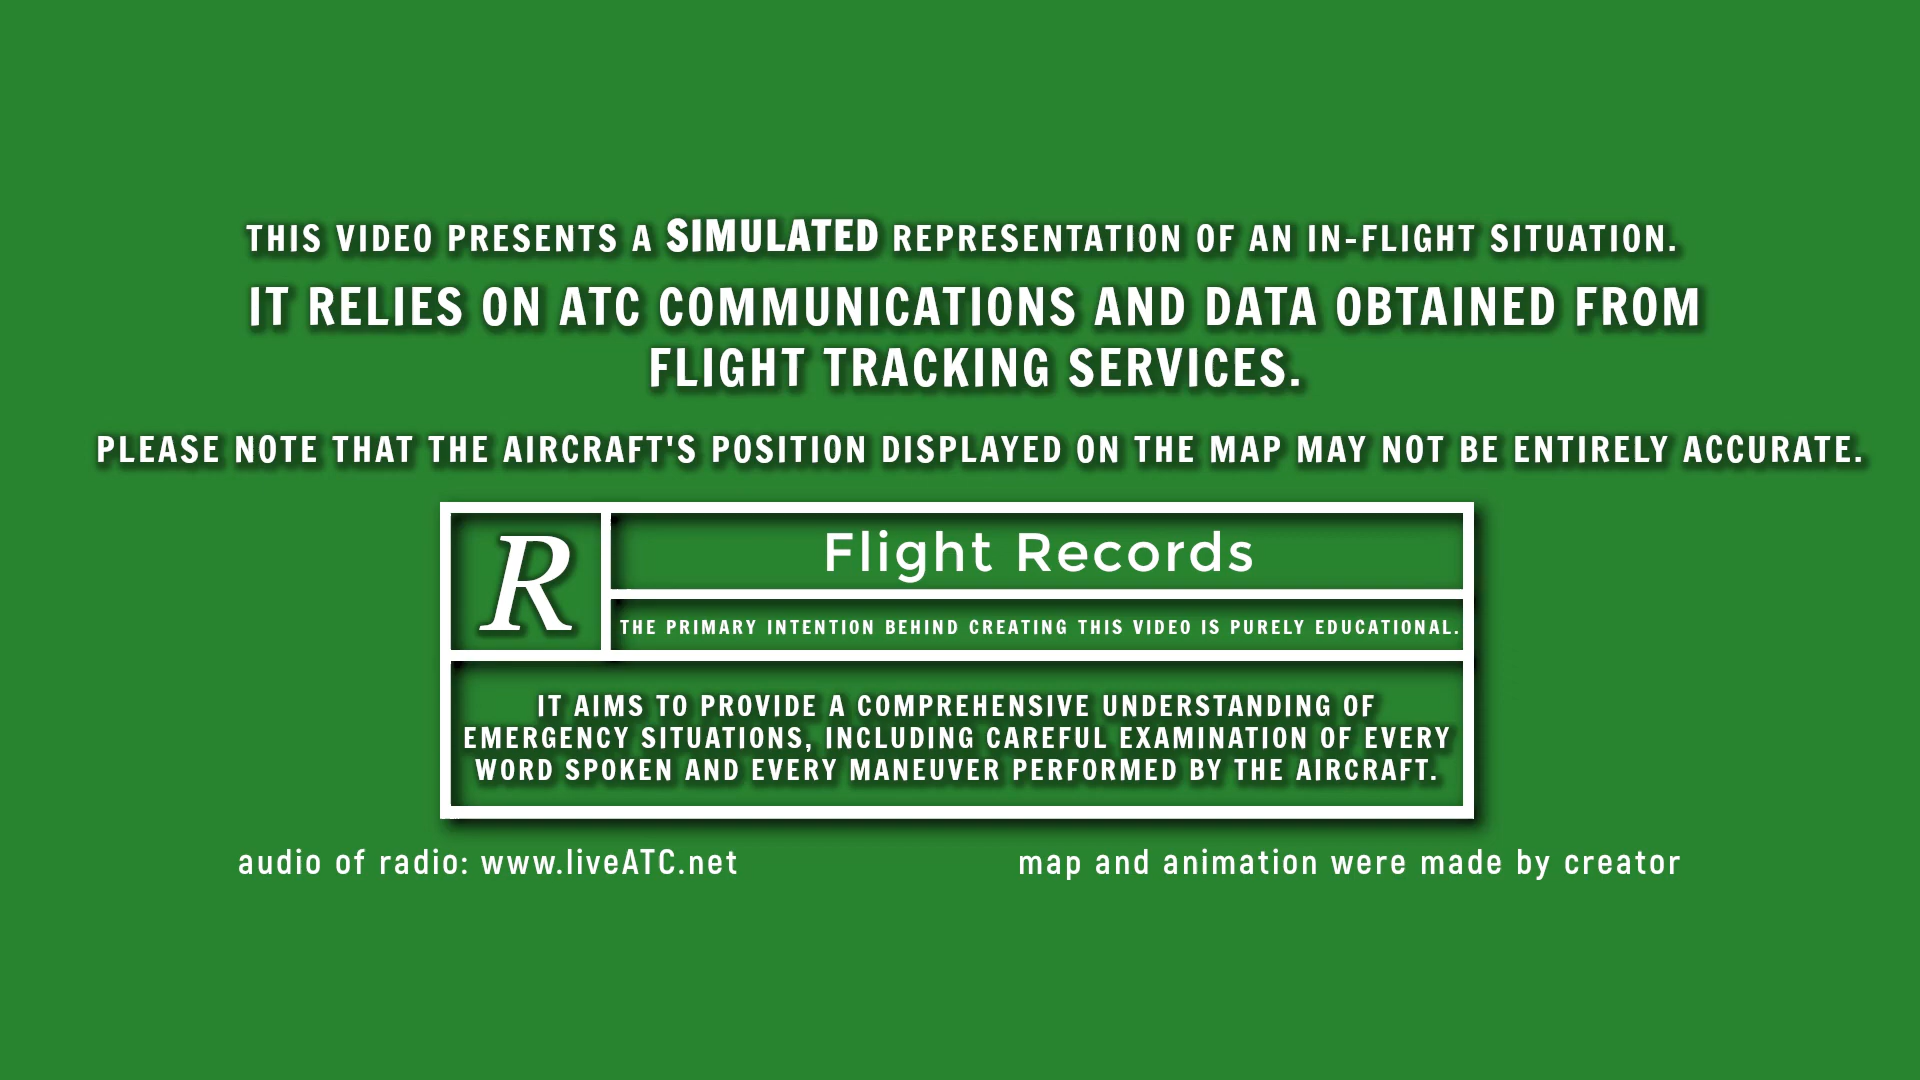 THIS VIDEO PRESENTS A SIMULATED REPRESENTATION OF AN IN-FLIGHT SITUATION.
IT RELIES ON ATC COMMUNICATIONS AND DATA OBTAINED FROM
FLIGHT TRACKING SERVICES.
PLEASE NOTE THAT THE AIRCRAFT'S POSITION DISPLAYED ON THE MAP MAY NOT BE ENTIRELY ACCURATE.
R
Flight Records
THE PRIMARY INTENTION BEHIND CREATING THIS VIDEO IS PURELY EDUCATIONAL.
IT AIMS TO PROVIDE A COMPREHENSIVE UNDERSTANDING OF
EMERGENCY SITUATIONS, INCLUDING CAREFUL EXAMINATION OF EVERY
WORD SPOKEN AND EVERY MANEUVER PERFORMED BY THE AIRCRAFT.
audio of radio: www.liveATC.net
map and animation were made by creator